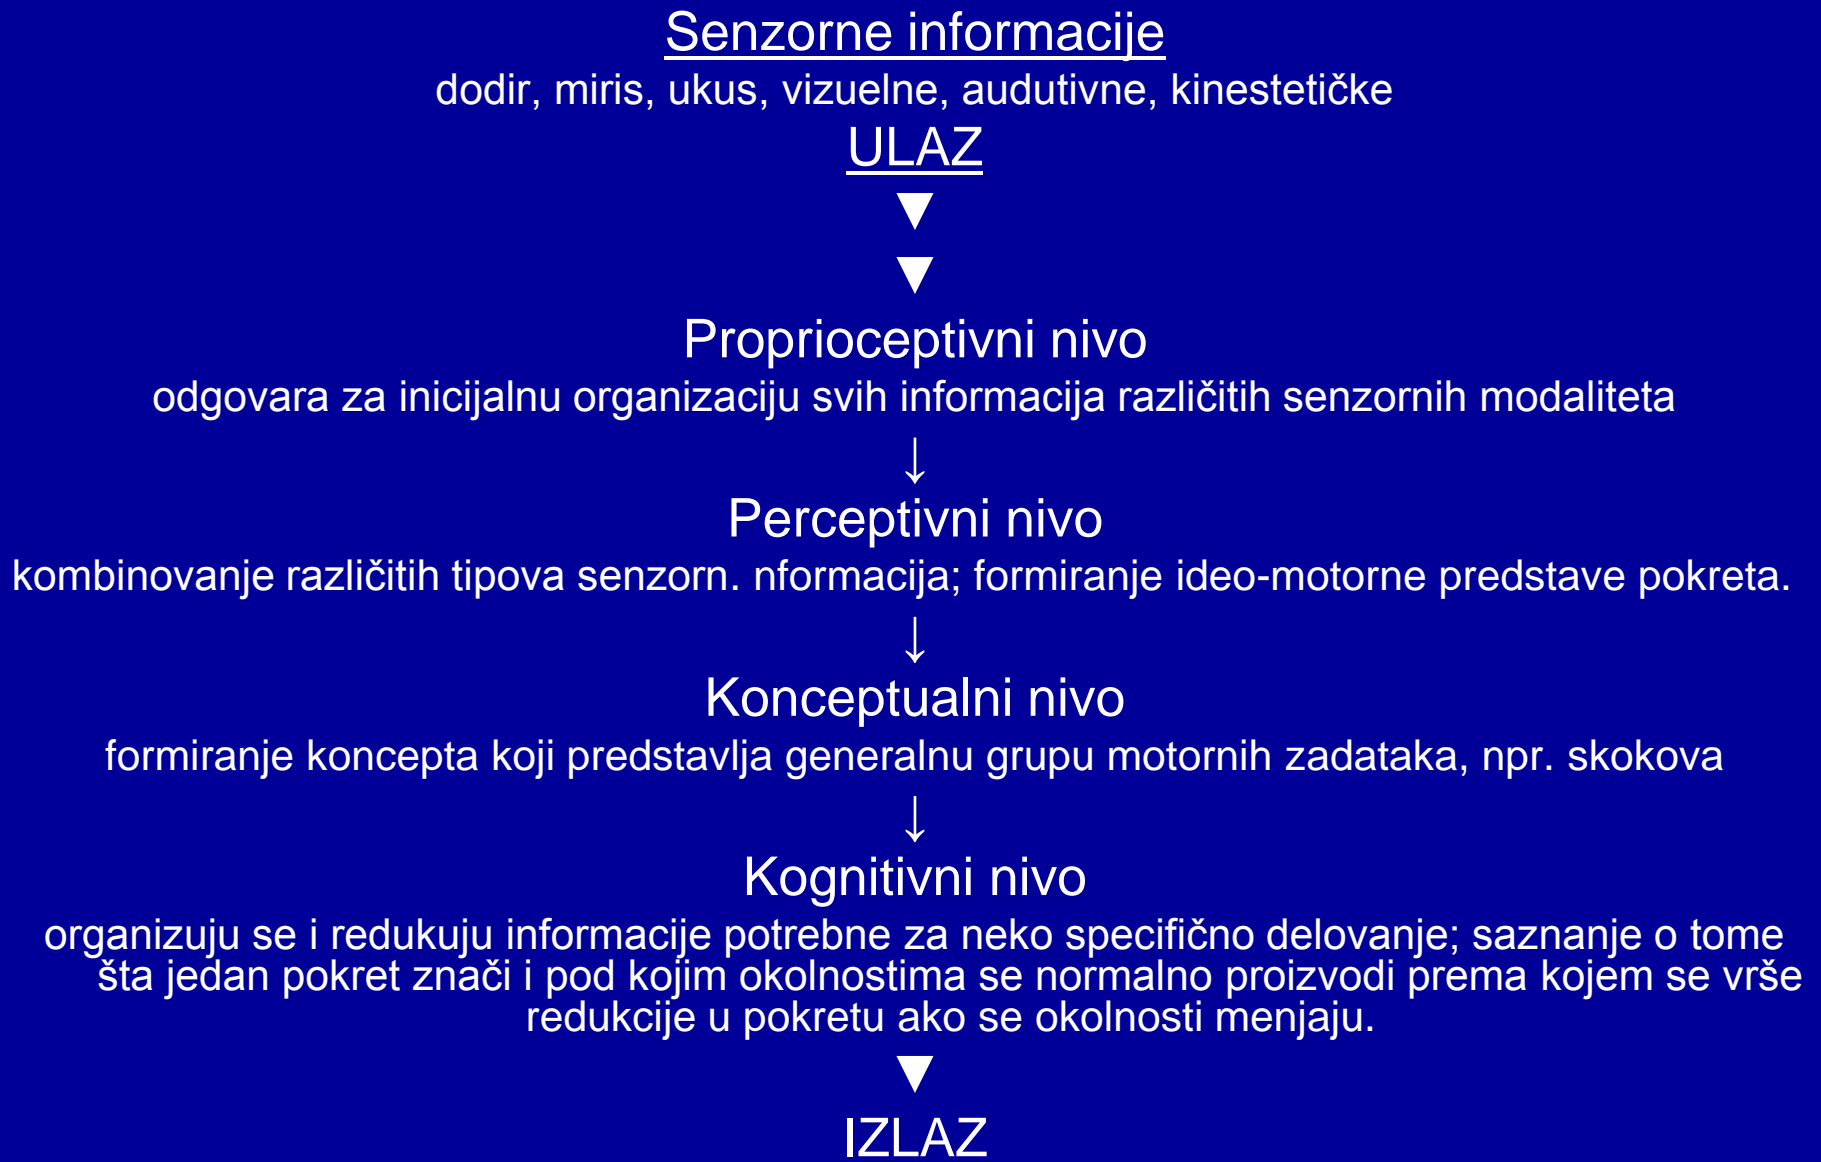 Senzorne informacije
dodir, miris, ukus, vizuelne, audutivne, kinestetičke
ULAZ
▼
▼
Proprioceptivni nivo
odgovara za inicijalnu organizaciju svih informacija različitih senzornih modaliteta
↓
Perceptivni nivo
kombinovanje različitih tipova senzorn. nformacija; formiranje ideo-motorne predstave pokreta.
↓
Konceptualni nivo
formiranje koncepta koji predstavlja generalnu grupu motornih zadataka, npr. skokova
↓
Kognitivni nivo
organizuju se i redukuju informacije potrebne za neko specifično delovanje; saznanje o tome
šta jedan pokret znači i pod kojim okolnostima se normalno proizvodi prema kojem se vrše
redukcije u pokretu ako se okolnosti menjaju.
▼
IZLAZ